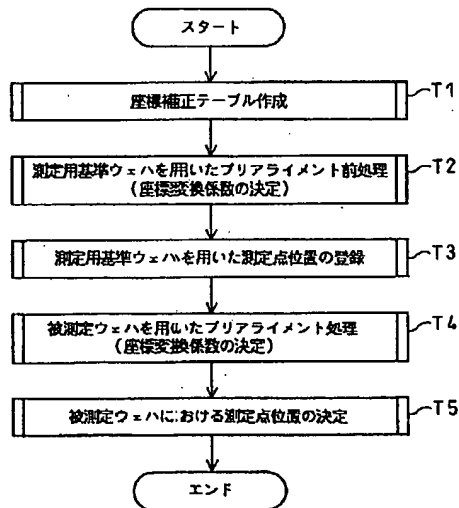 スタート
座標補正テーブル作成
T1
測定用基準ウェハを用いたプリアライメント前処理
(座標変換係数の決定)
T2
測定用基準ウェハを用いた測定点位置の登録
T3
被測定ウェハを用いたプリアライメント処理
(座標変換係数の決定)
T4
被測定ウェハにおける測定点位置の決定
T5
エンド